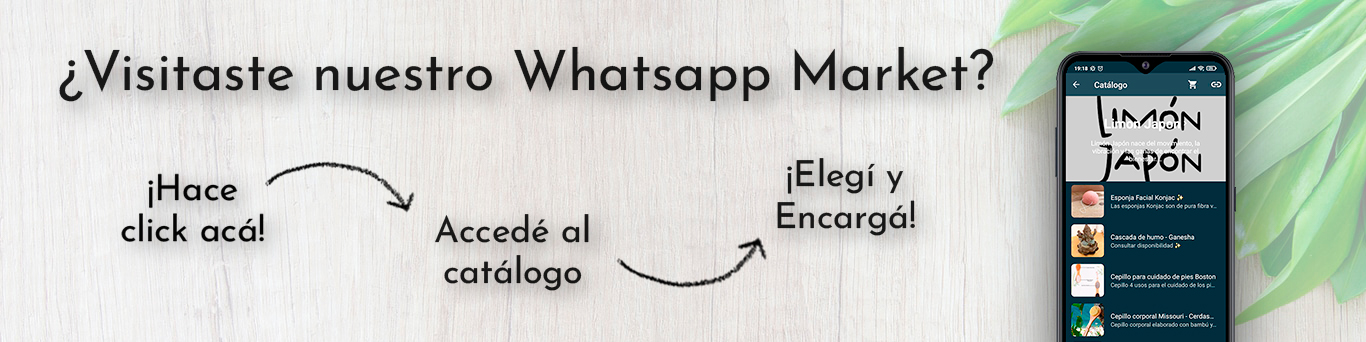 ¿Visitaste nuestro Whatsapp Market?
¡Hace
click acá!
Accedé al
catálogo
¡Elegí y
Encargá!
19:18
Catálogo
LIMÓN
Limón Japón
Limón Japón nace del movimiento, la
JAPÓN
Esponja Facial Konjac ✨
Las esponjas Konjac son de pura fibra v...
Cascada de humo - Ganesha
Consultar disponibilidad ✨
Cepillo para cuidado de pies Boston
Cepillo 4 usos para el cuidado de los pi...
Cepillo corporal Missouri - Cerdas...
Cepillo corporal elaborado con bambú y...